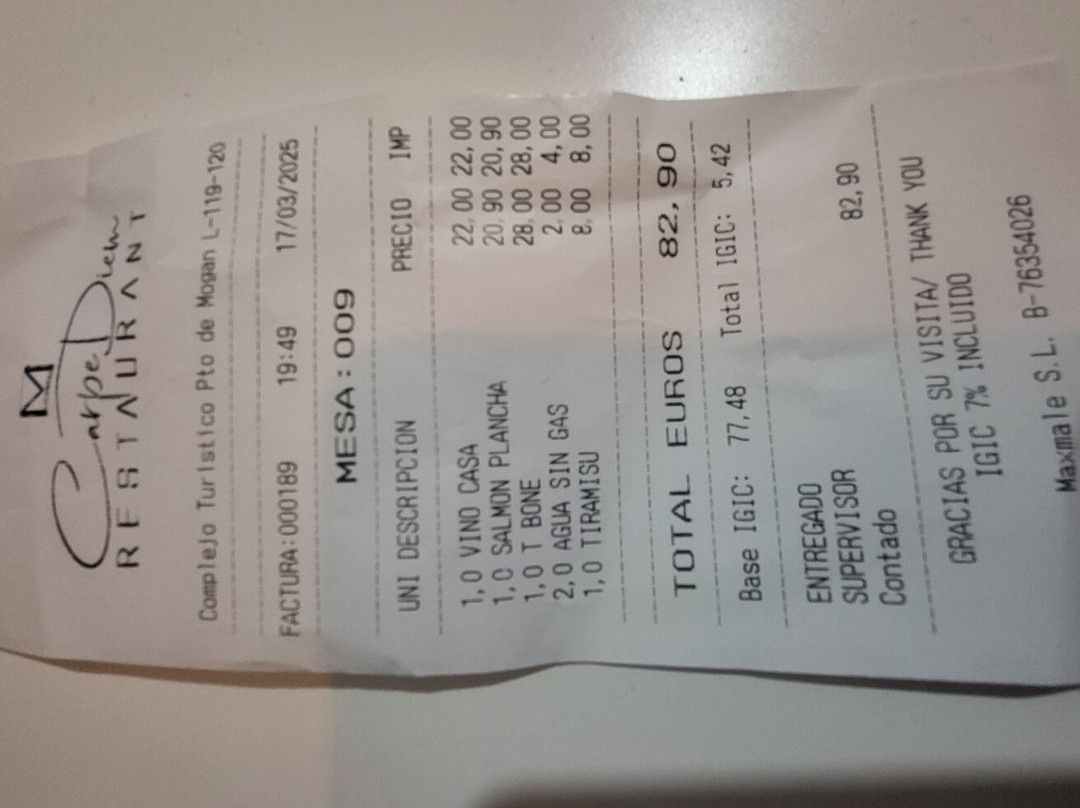 M
Carpe Diem
RESTAURANT
Complejo Turistico Pto de Mogan L-119-120
FACTURA:000189 19:49 17/03/2025
MESA:009
UNI DESCRIPCION PRECIO IMP
1,0 VINO CASA 22,00 22,00
1,0 SALMON PLANCHA 20,90 20,90
1,0 T BONE 28,00 28,00
2,0 AGUA SIN GAS 2,00 4,00
1,0 TIRAMISU 8,00 8,00
TOTAL EUROS 82,90
Base IGIC: 77,48 Total IGIC: 5,42
ENTREGADO
SUPERVISOR 82,90
Contado
GRACIAS POR SU VISITA/ THANK YOU
IGIC 7% INCLUIDO
Maxmale S.L. B-76354026